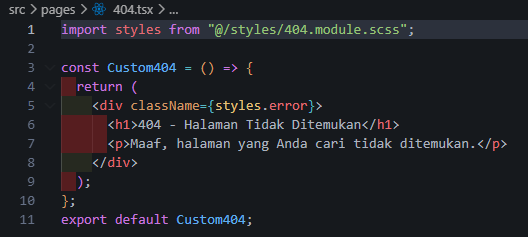 src > pages > 404.tsx > ...
1 import styles from "@/styles/404.module.scss";
2
3 const Custom404 = () => {
4 return (
5 <div className={styles.error}>
6 <h1>404 - Halaman Tidak Ditemukan</h1>
7 <p>Maaf, halaman yang Anda cari tidak ditemukan.</p>
8 </div>
9 );
10 };
11 export default Custom404;